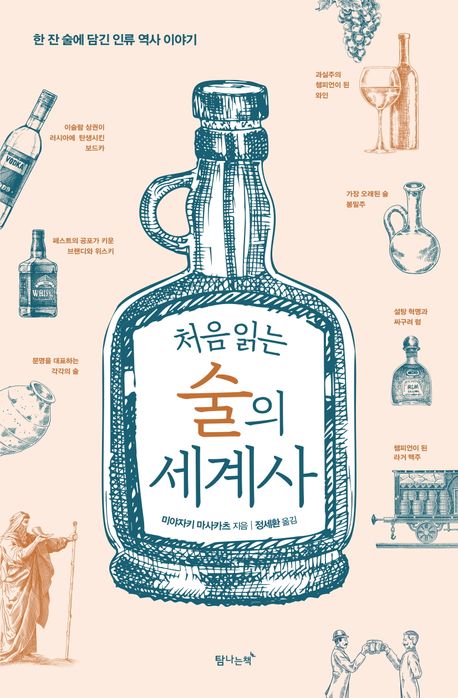 한 잔 술에 담긴 인류 역사 이야기
과실주의
챔피언이 된
와인
이슬람 상권이
러시아에 탄생시킨
보드카
VODKA
가장 오래된 술
봉밀주
페스트의 공포가 키운
브랜디와 위스키
WHISKY
설탕 혁명과
싸구려 럼
RUM
문명을 대표하는
각각의 술
챔피언이 된
라거 맥주
처음 읽는
술의
세계사
미야자키 마사카츠 지음 | 정세환 옮김
탐나는책